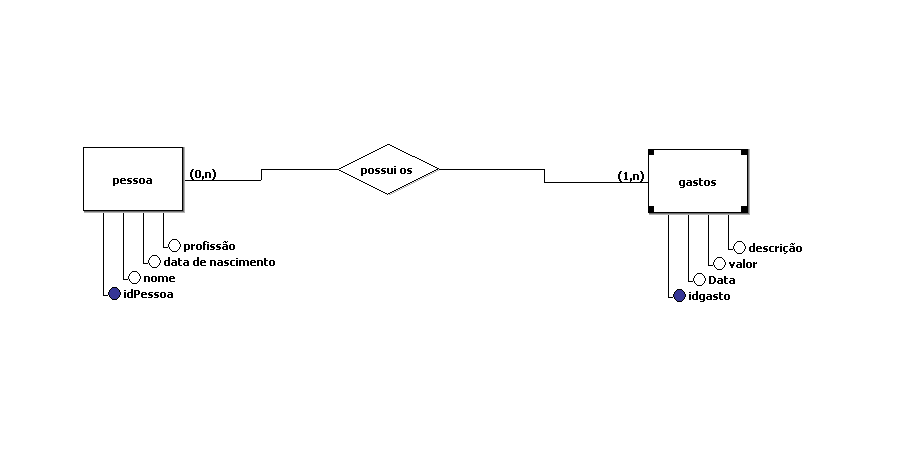 pessoa
(0,n)
possui os
(1,n)
gastos
profissão
data de nascimento
nome
idPessoa
descrição
valor
Data
idgasto